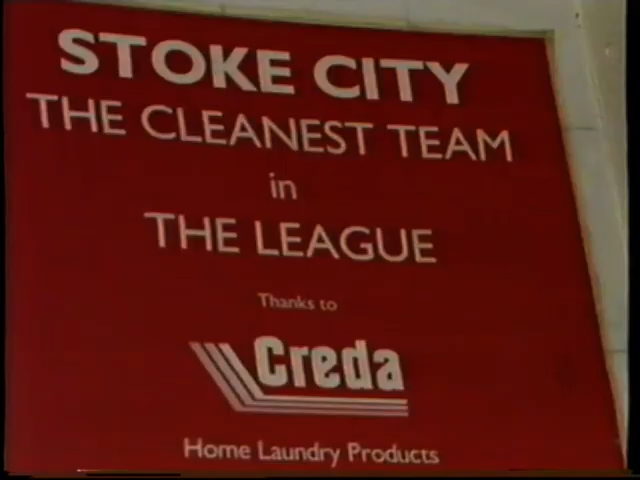 STOKE CITY
THE CLEANEST TEAM
in
THE LEAGUE
Thanks to
Creda
Home Laundry Products